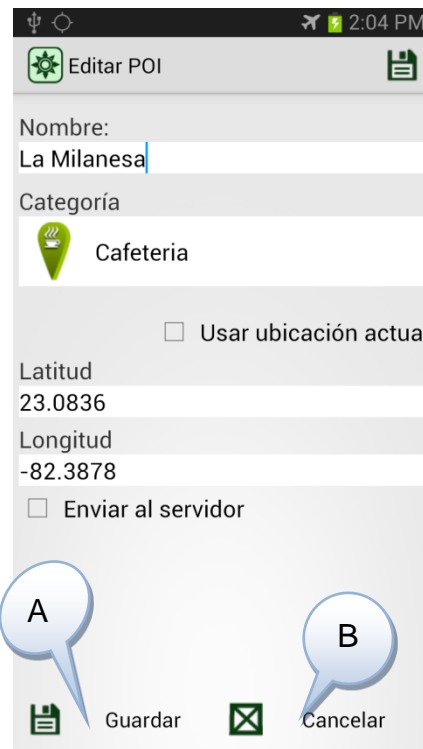 2:04 PM
Editar POI
Nombre:
La Milanesa
Categoría
Cafeteria
Usar ubicación actua
Latitud
23.0836
Longitud
-82.3878
Enviar al servidor
A
B
Guardar
Cancelar